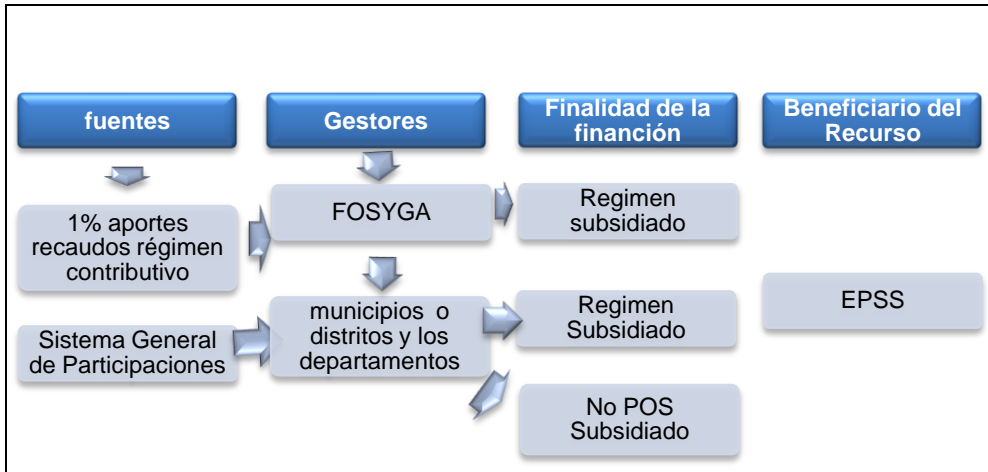 fuentes
Gestores
Finalidad de la
financión
Beneficiario del
Recurso
1% aportes
recaudos régimen
contributivo
FOSYGA
Regimen
subsidiado
Sistema General
de Participaciones
municipios o
distritos y los
departamentos
Regimen
Subsidiado
No POS
Subsidiado
EPSS